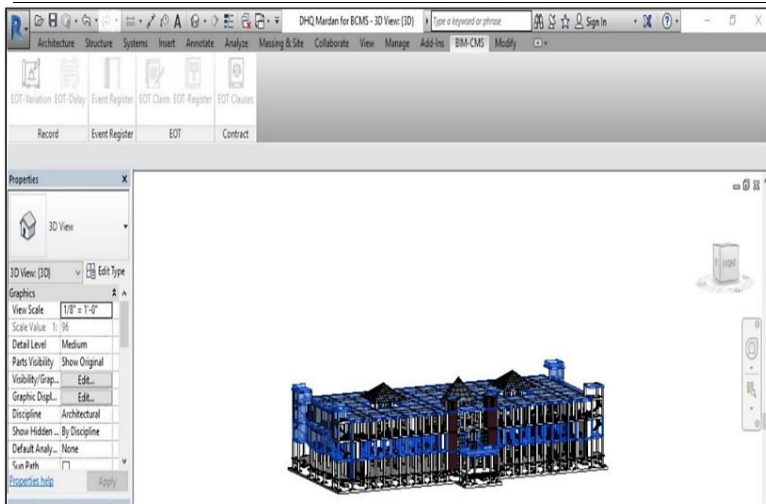 DHQ Mardan for BCMS - 3D View: {3D}
Type a keyword or phrase
Sign In
Architecture Structure Systems Insert Annotate Analyze Massing & Site Collaborate View Manage Add-Ins BIM-CMS Modify
EOT-Variation EOT-Delay Event Register EOT Claim EOT-Register EOT Clauses
Record Event Register EOT Contract
Properties X
3D View
3D View: {3D} Edit Type
Graphics
View Scale 1/8" = 1'-0"
Scale Value 1: 96
Detail Level Medium
Parts Visibility Show Original
Visibility/Grap... Edit...
Graphic Displ... Edit...
Discipline Architectural
Show Hidden ... By Discipline
Default Analy... None
Sun Path
Properties help Apply
FRONT